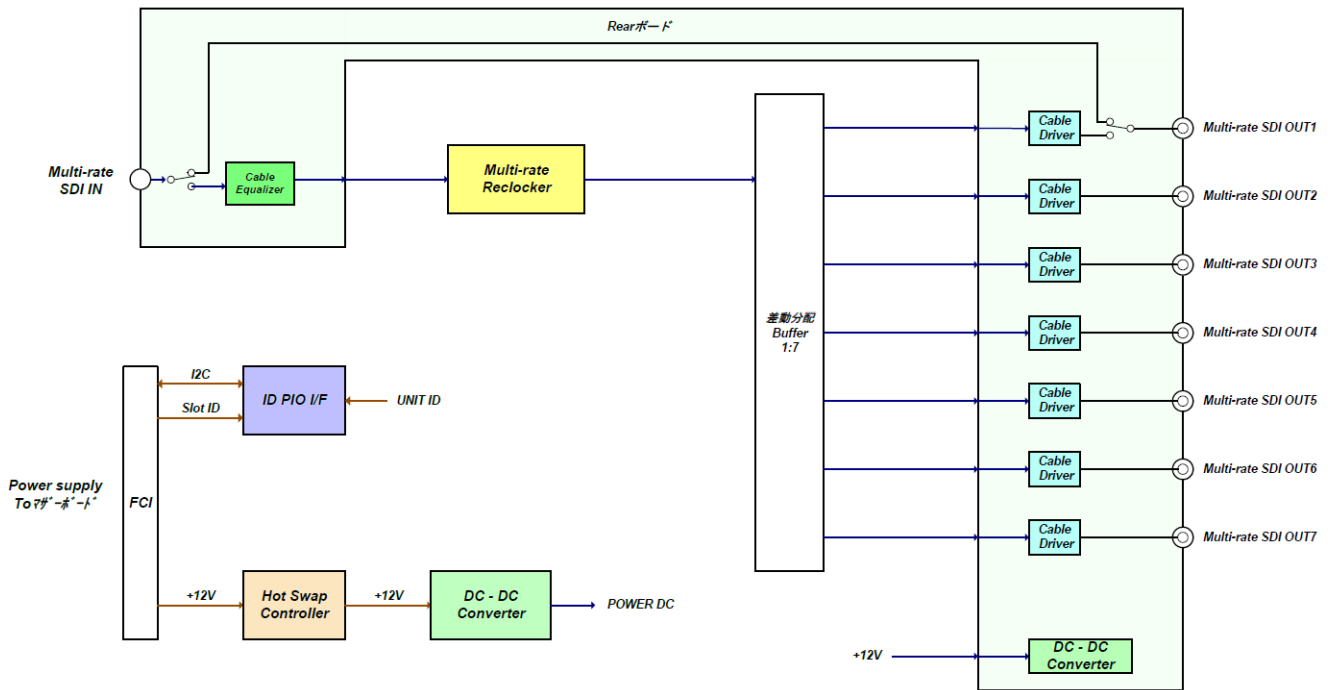 Rearボード
Multi-rate
SDI IN
Cable
Equalizer
Multi-rate
Reclocker
差動分配
Buffer
1:7
Cable
Driver
Multi-rate SDI OUT1
Cable
Driver
Multi-rate SDI OUT2
Cable
Driver
Multi-rate SDI OUT3
Cable
Driver
Multi-rate SDI OUT4
Cable
Driver
Multi-rate SDI OUT5
Cable
Driver
Multi-rate SDI OUT6
Cable
Driver
Multi-rate SDI OUT7
Power supply
Toマザーボード
FCI
I2C
Slot ID
ID PIO I/F
UNIT ID
+12V
Hot Swap
Controller
+12V
DC - DC
Converter
POWER DC
+12V
DC - DC
Converter